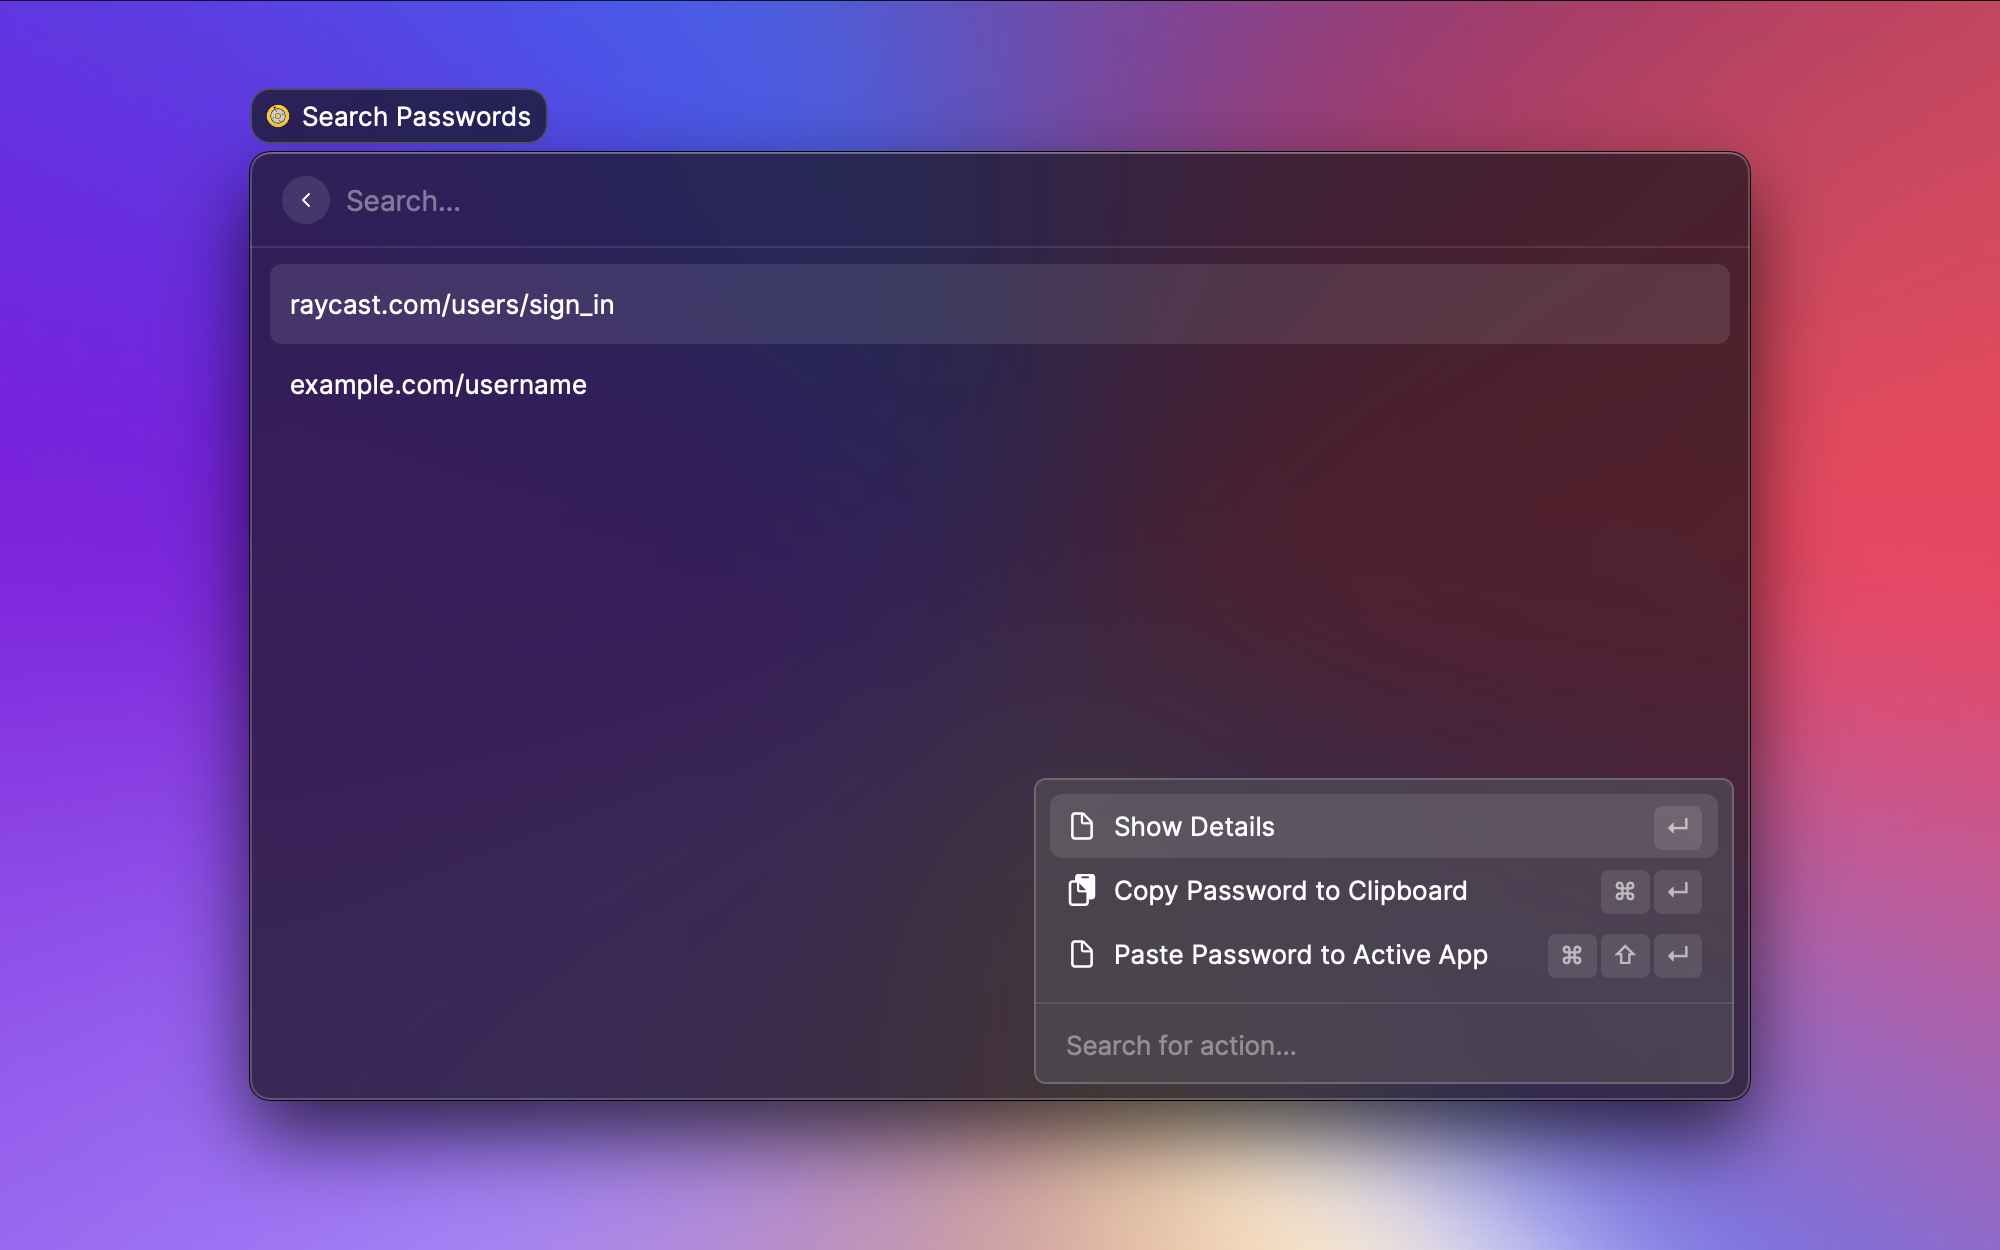 Search Passwords
Search...
raycast.com/users/sign_in
example.com/username
Show Details ↵
Copy Password to Clipboard ⌘ ↵
Paste Password to Active App ⌘ ⇧ ↵
Search for action...